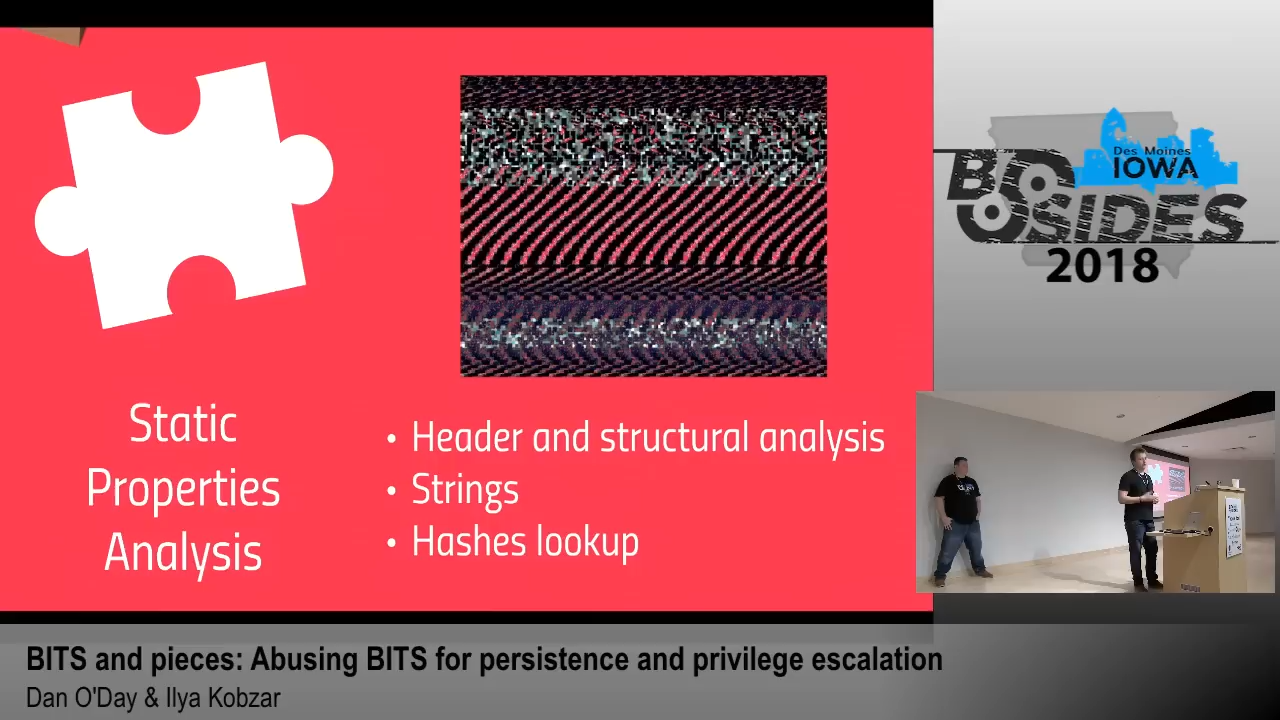 Static
Properties
Analysis
• Header and structural analysis
• Strings
• Hashes lookup
Des Moines
IOWA
BSIDES
2018
BITS and pieces: Abusing BITS for persistence and privilege escalation
Dan O'Day & Ilya Kobzar